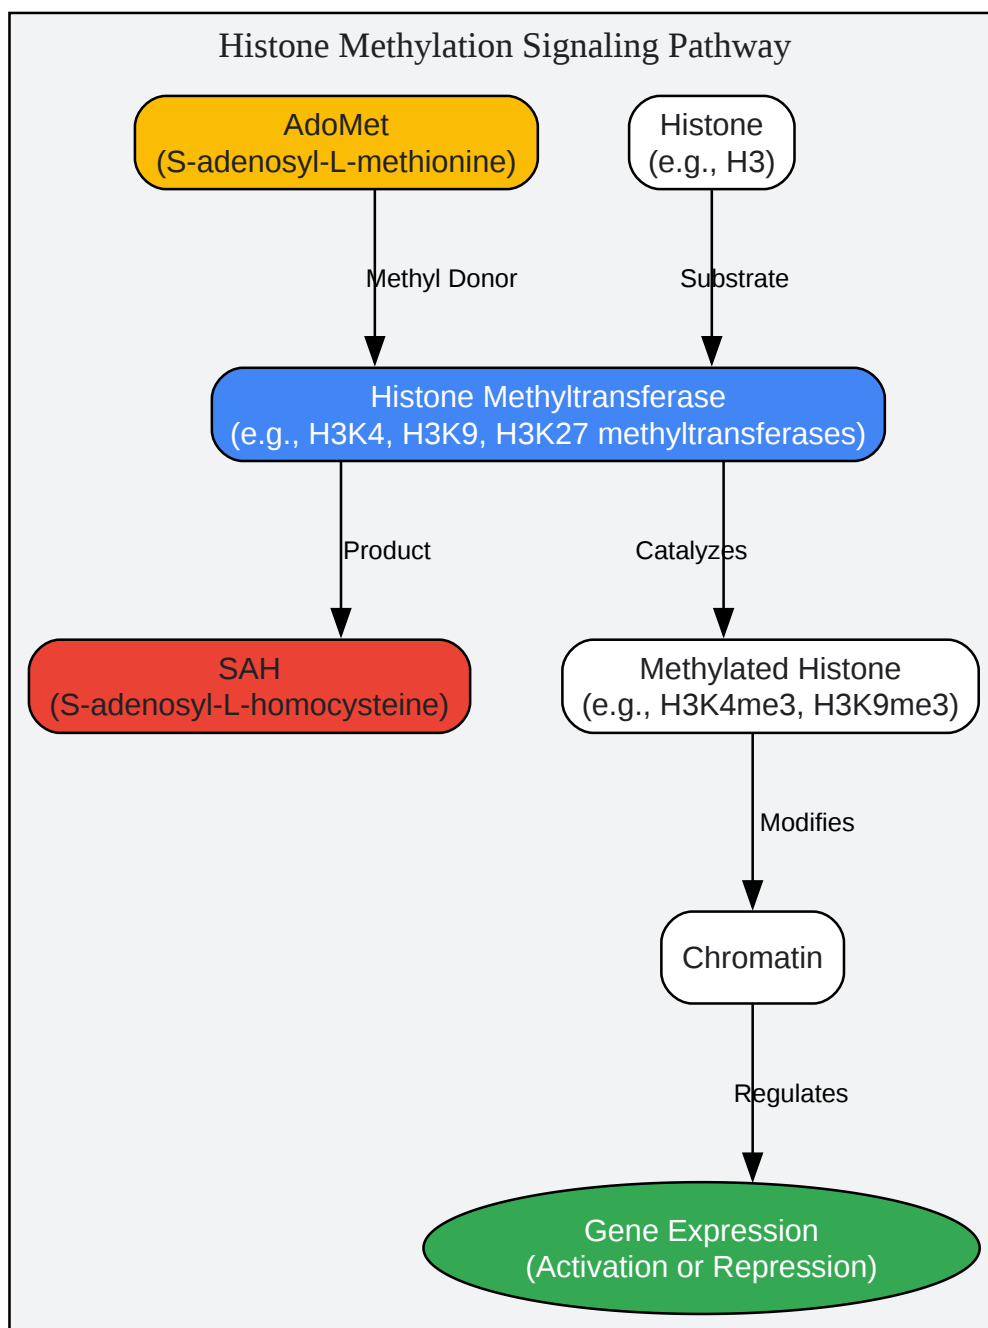 Histone Methylation Signaling Pathway
AdoMet
(S-adenosyl-L-methionine)
Histone
(e.g., H3)
Methyl Donor
Substrate
Histone Methyltransferase
(e.g., H3K4, H3K9, H3K27 methyltransferases)
Product
Catalyzes
SAH
(S-adenosyl-L-homocysteine)
Methylated Histone
(e.g., H3K4me3, H3K9me3)
Modifies
Chromatin
Regulates
Gene Expression
(Activation or Repression)